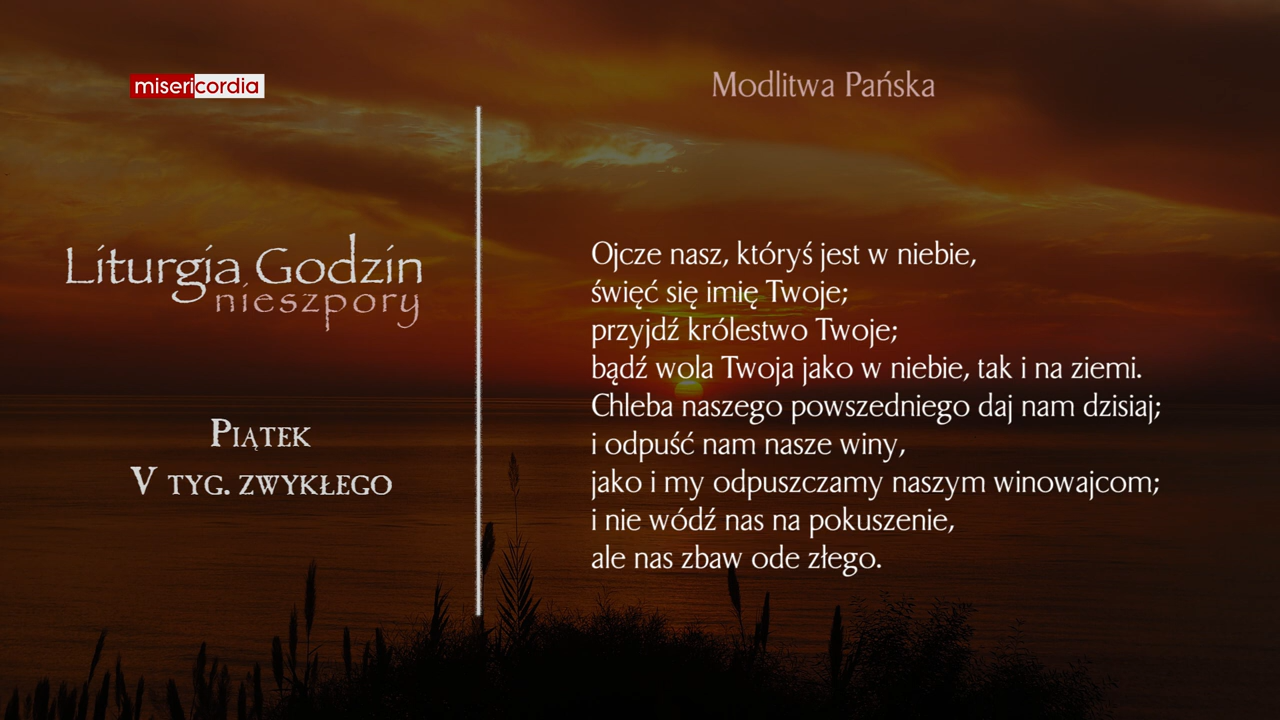 misericordia
Liturgia Godzin
nieszpory
Piątek
V tyg. zwykłego
Modlitwa Pańska
Ojcze nasz, któryś jest w niebie,
święć się imię Twoje;
przyjdź królestwo Twoje;
bądź wola Twoja jako w niebie, tak i na ziemi.
Chleba naszego powszedniego daj nam dzisiaj;
i odpuść nam nasze winy,
jako i my odpuszczamy naszym winowajcom;
i nie wódź nas na pokuszenie,
ale nas zbaw ode złego.